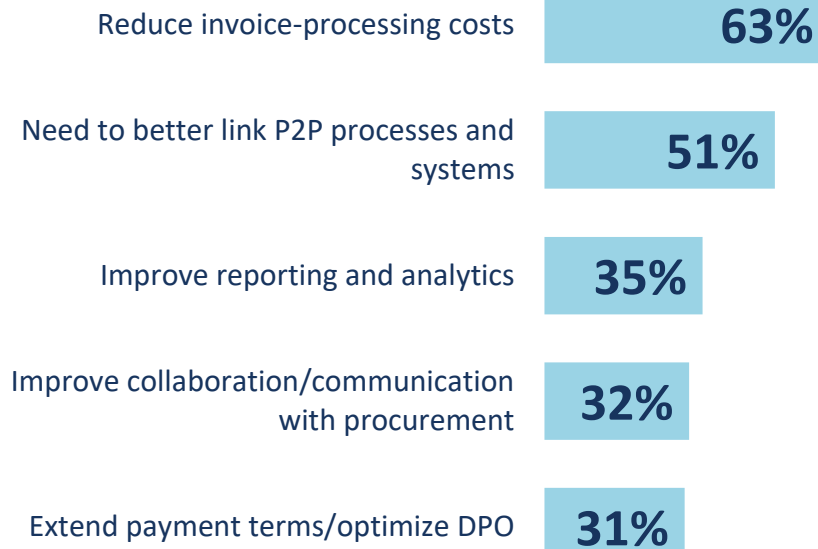 Reduce invoice-processing costs
63%
Need to better link P2P processes and
systems
51%
Improve reporting and analytics
35%
Improve collaboration/communication
with procurement
32%
Extend payment terms/optimize DPO
31%